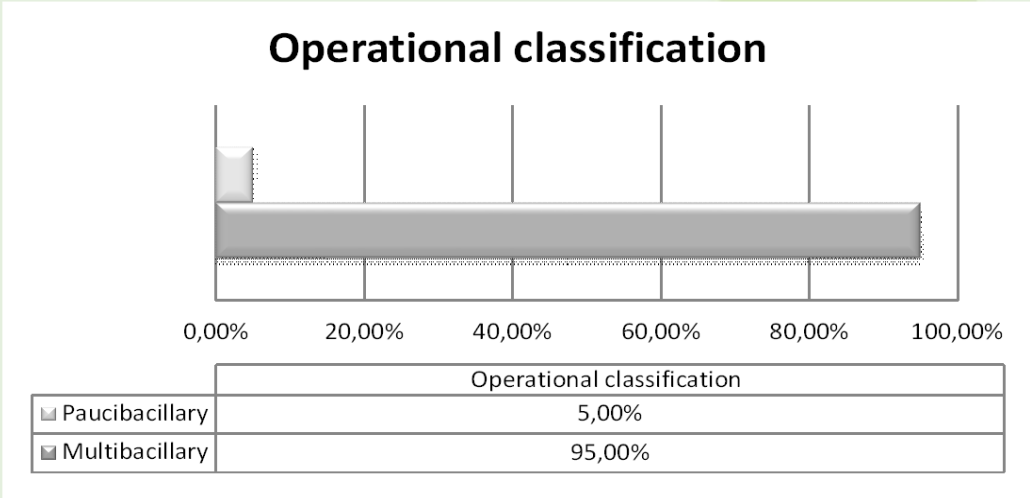 Operational classification
0,00% 20,00% 40,00% 60,00% 80,00% 100,00%
Operational classification
Paucibacillary 5,00%
Multibacillary 95,00%